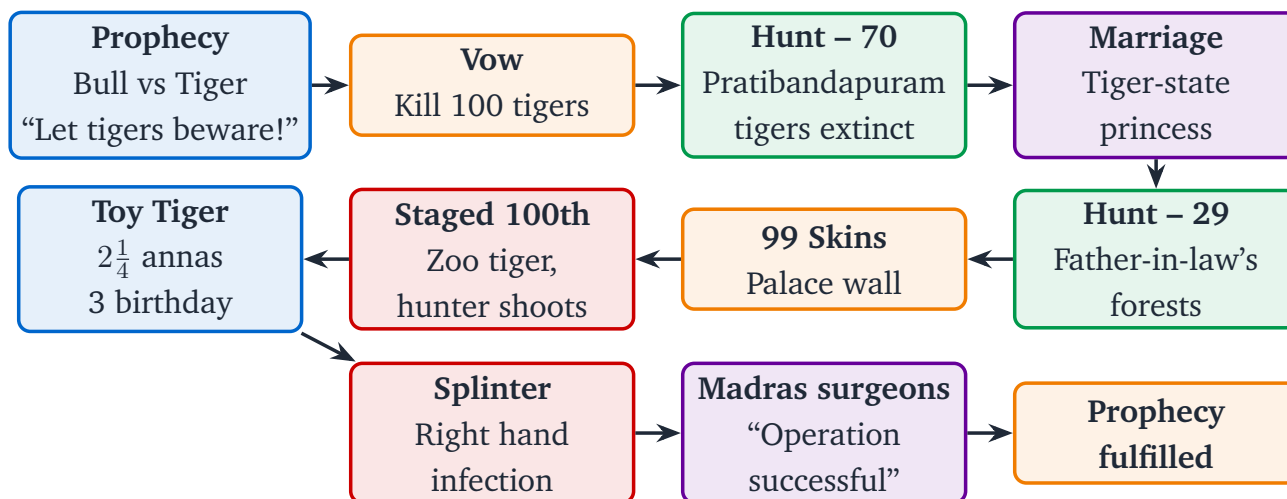 Prophecy
Bull vs Tiger
“Let tigers beware!”
Vow
Kill 100 tigers
Hunt – 70
Pratibandapuram
tigers extinct
Marriage
Tiger-state
princess
Hunt – 29
Father-in-law’s
forests
99 Skins
Palace wall
Staged 100th
Zoo tiger,
hunter shoots
Toy Tiger
2¼ annas
3 birthday
Splinter
Right hand
infection
Madras surgeons
“Operation
successful”
Prophecy
fulfilled